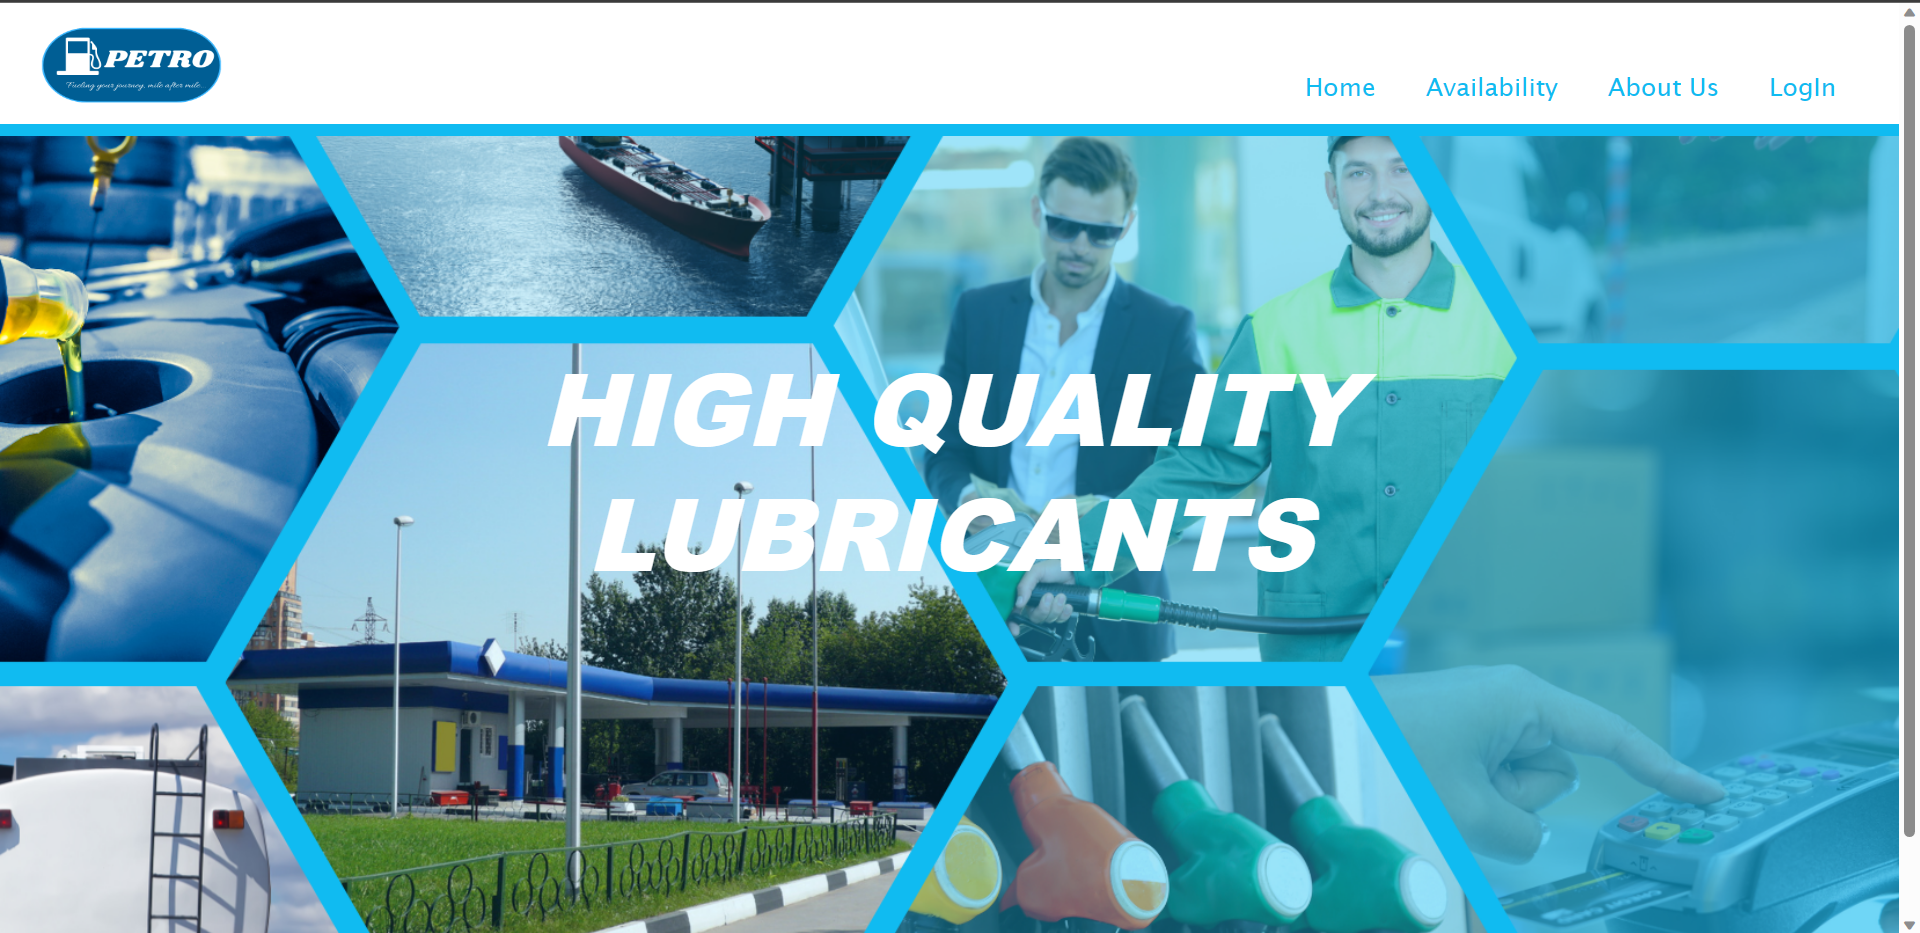 PETRO
Fueling your journey, mile after mile
Home Availability About Us LogIn
HIGH QUALITY
LUBRICANTS